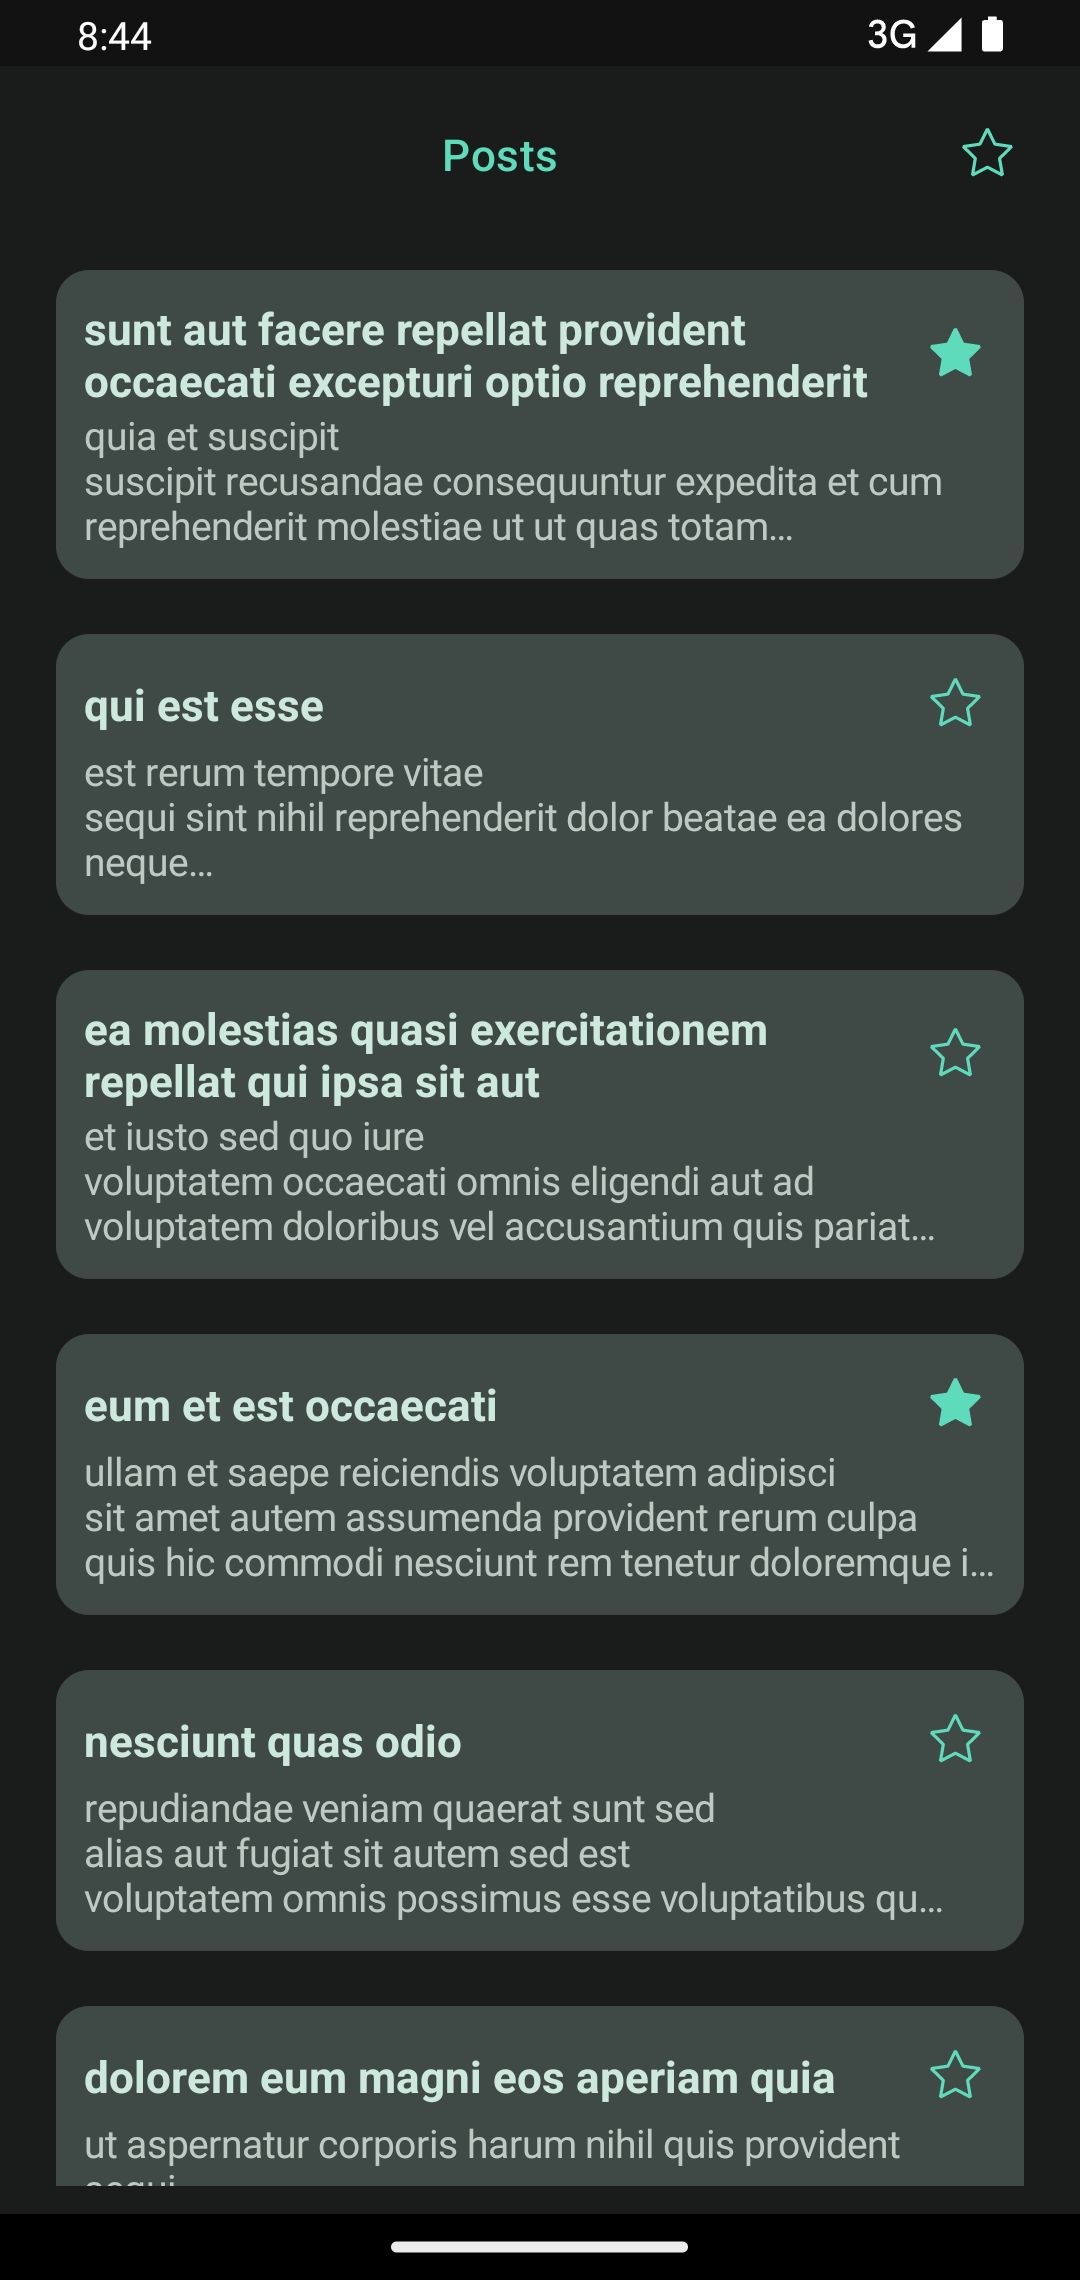 8:44
3G
Posts
sunt aut facere repellat provident
occaecati excepturi optio reprehenderit
quia et suscipit
suscipit recusandae consequuntur expedita et cum
reprehenderit molestiae ut ut quas totam...
qui est esse
est rerum tempore vitae
sequi sint nihil reprehenderit dolor beatae ea dolores
neque...
ea molestias quasi exercitationem
repellat qui ipsa sit aut
et iusto sed quo iure
voluptatem occaecati omnis eligendi aut ad
voluptatem doloribus vel accusantium quis pariat...
eum et est occaecati
ullam et saepe reiciendis voluptatem adipisci
sit amet autem assumenda provident rerum culpa
quis hic commodi nesciunt rem tenetur doloremque i...
nesciunt quas odio
repudiandae veniam quaerat sunt sed
alias aut fugiat sit autem sed est
voluptatem omnis possimus esse voluptatibus qu...
dolorem eum magni eos aperiam quia
ut aspernatur corporis harum nihil quis provident